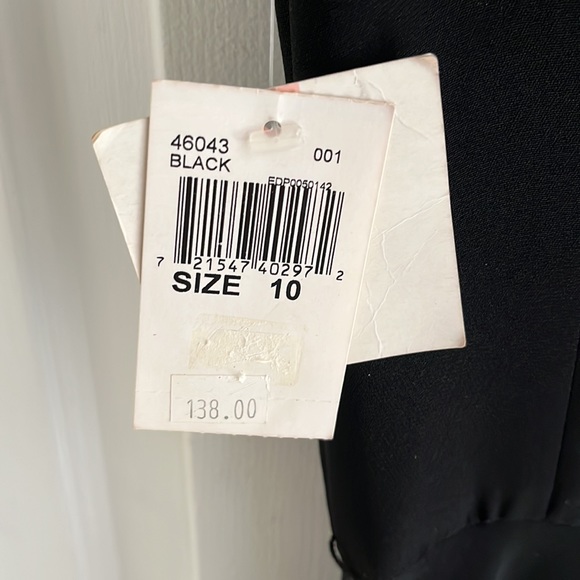 46043 001
BLACK
EDP0050142
7 21547 40297 2
SIZE 10
138.00